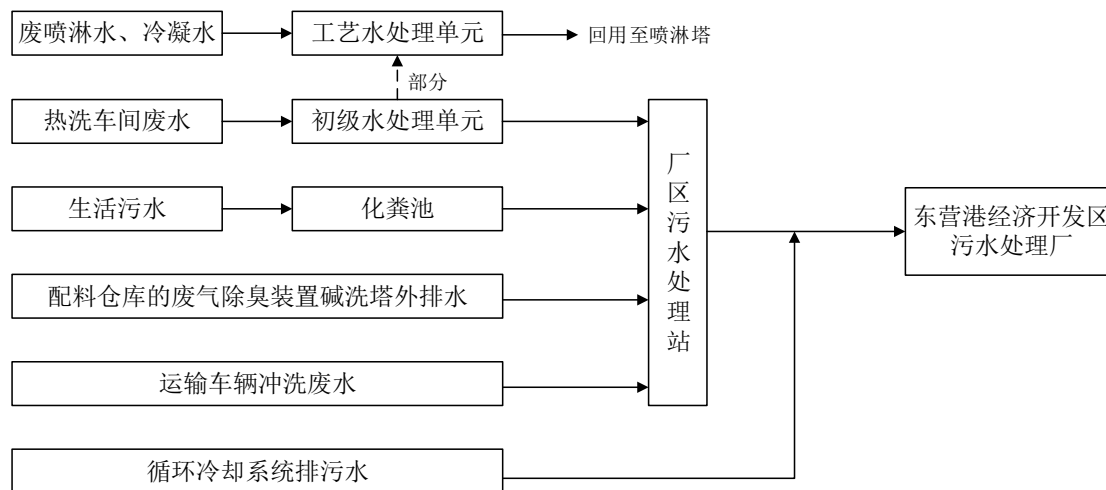 废喷淋水、冷凝水
工艺水处理单元
回用至喷淋塔
部分
热洗车间废水
初级水处理单元
生活污水
化粪池
配料仓库的废气除臭装置碱洗塔外排水
运输车辆冲洗废水
循环冷却系统排污水
厂区污水处理站
东营港经济开发区
污水处理厂